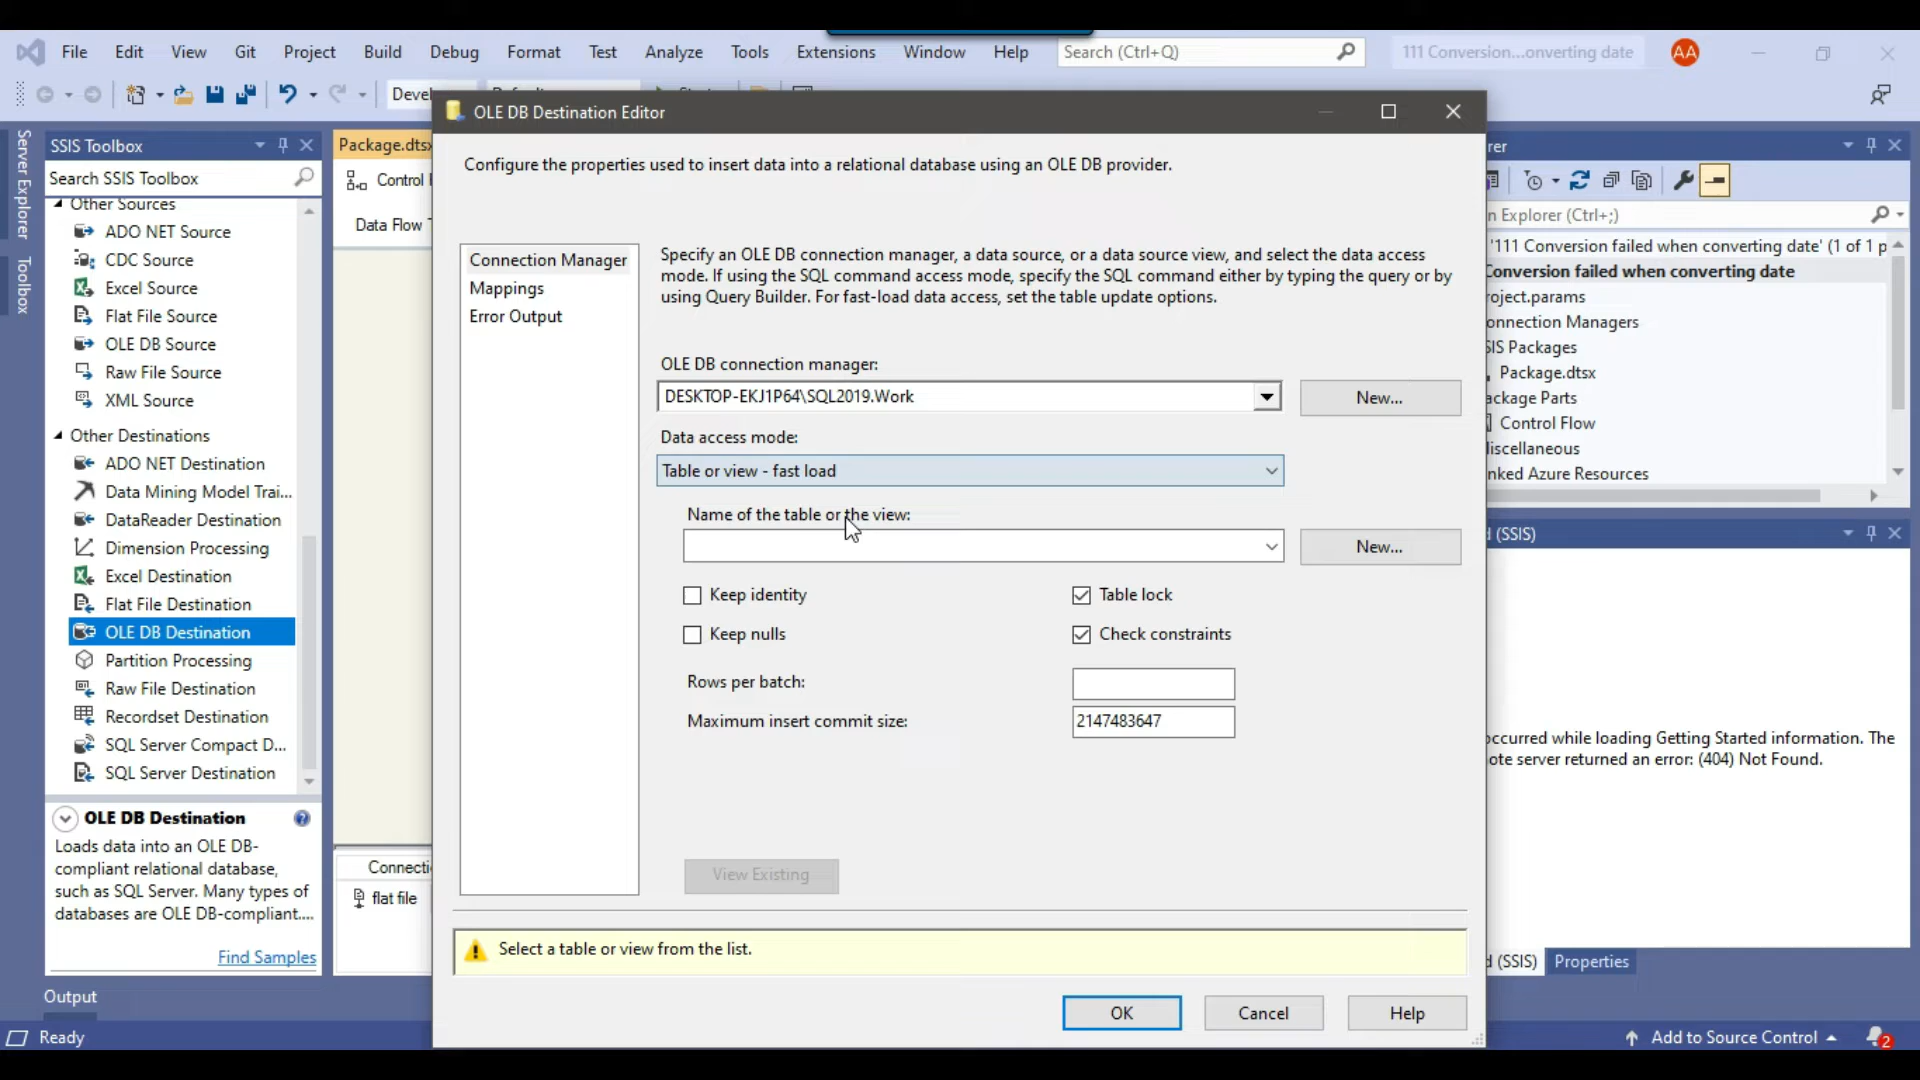 File Edit View Git Project Build Debug Format Test Analyze Tools Extensions Window Help Search (Ctrl+Q) 111 Conversion...onverting date AA
Server Explorer
Toolbox
SSIS Toolbox
Search SSIS Toolbox
Other Sources
ADO NET Source
CDC Source
Excel Source
Flat File Source
OLE DB Source
Raw File Source
XML Source
Other Destinations
ADO NET Destination
Data Mining Model Trai...
DataReader Destination
Dimension Processing
Excel Destination
Flat File Destination
OLE DB Destination
Partition Processing
Raw File Destination
Recordset Destination
SQL Server Compact D...
SQL Server Destination
OLE DB Destination
Loads data into an OLE DB-
compliant relational database,
such as SQL Server. Many types of
databases are OLE DB-compliant....
Find Samples
Output
Ready
Package.dts
Control
Data Flow
Connecti
flat file
OLE DB Destination Editor
Configure the properties used to insert data into a relational database using an OLE DB provider.
Connection Manager
Mappings
Error Output
Specify an OLE DB connection manager, a data source, or a data source view, and select the data access
mode. If using the SQL command access mode, specify the SQL command either by typing the query or by
using Query Builder. For fast-load data access, set the table update options.
OLE DB connection manager:
DESKTOP-EKJ1P64\SQL2019.Work
New...
Data access mode:
Table or view - fast load
Name of the table or the view:
New...
Keep identity
Table lock
Keep nulls
Check constraints
Rows per batch:
Maximum insert commit size:
2147483647
View Existing
Select a table or view from the list.
OK Cancel Help
rer
n Explorer (Ctrl+;)
'111 Conversion failed when converting date' (1 of 1 p
Conversion failed when converting date
roject.params
onnection Managers
SIS Packages
Package.dtsx
ackage Parts
Control Flow
liscellaneous
nked Azure Resources
d (SSIS)
occurred while loading Getting Started information. The
ote server returned an error: (404) Not Found.
d (SSIS) Properties
Add to Source Control
2